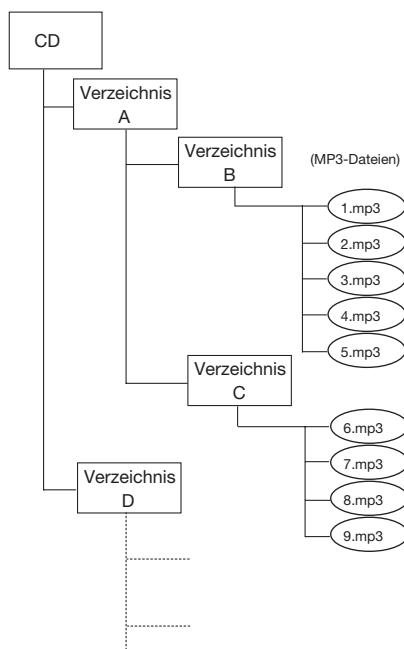 CD
Verzeichnis
A
Verzeichnis
B
(MP3-Dateien)
1.mp3
2.mp3
3.mp3
4.mp3
5.mp3
Verzeichnis
C
6.mp3
7.mp3
8.mp3
9.mp3
Verzeichnis
D